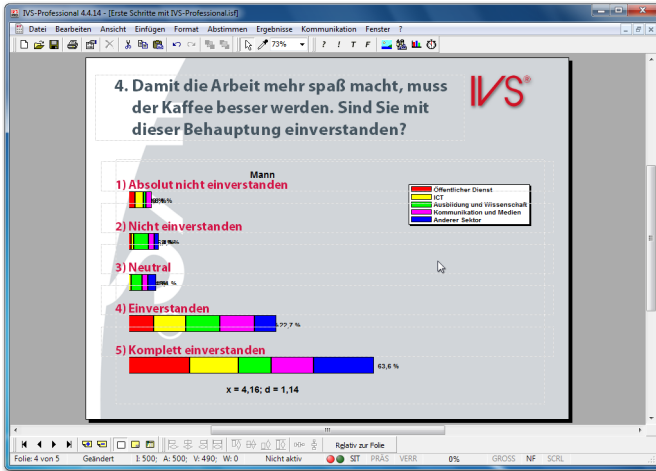 IVS-Professional 4.4.14 - [Erste Schritte mit IVS-Professional.isf]
Datei Bearbeiten Ansicht Einfügen Format Abstimmen Ergebnisse Kommunikation Fenster ?
73% ? ! T F
4. Damit die Arbeit mehr spaß macht, muss
der Kaffee besser werden. Sind Sie mit
dieser Behauptung einverstanden?
IVS®
Mann
1) Absolut nicht einverstanden
Öffentlicher Dienst
ICT
Ausbildung und Wissenschaft
Kommunikation und Medien
Anderer Sektor
2) Nicht einverstanden
3) Neutral
4) Einverstanden
22,7 %
5) Komplett einverstanden
63,6 %
x = 4,16; d = 1,14
Relativ zur Folie
Folie: 4 von 5 Geändert I: 500; A: 500; V: 490; W: 0 Nicht aktiv SIT PRÄS VERR 0% GROSS NF SCRL